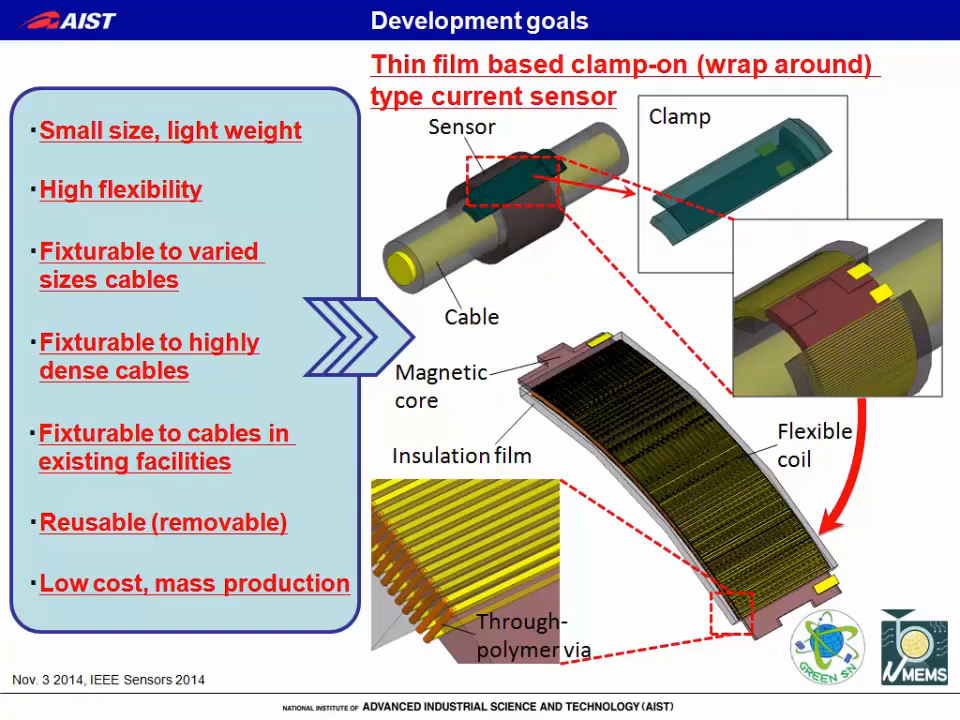 AIST
Development goals
Thin film based clamp-on (wrap around)
type current sensor
・Small size, light weight
・High flexibility
・Fixturable to varied
sizes cables
・Fixturable to highly
dense cables
・Fixturable to cables in
existing facilities
・Reusable (removable)
・Low cost, mass production
Sensor
Clamp
Cable
Magnetic
core
Insulation film
Flexible
coil
Through-
polymer via
GREEN SN
MEMS
Nov. 3 2014, IEEE Sensors 2014
NATIONAL INSTITUTE OF ADVANCED INDUSTRIAL SCIENCE AND TECHNOLOGY (AIST)